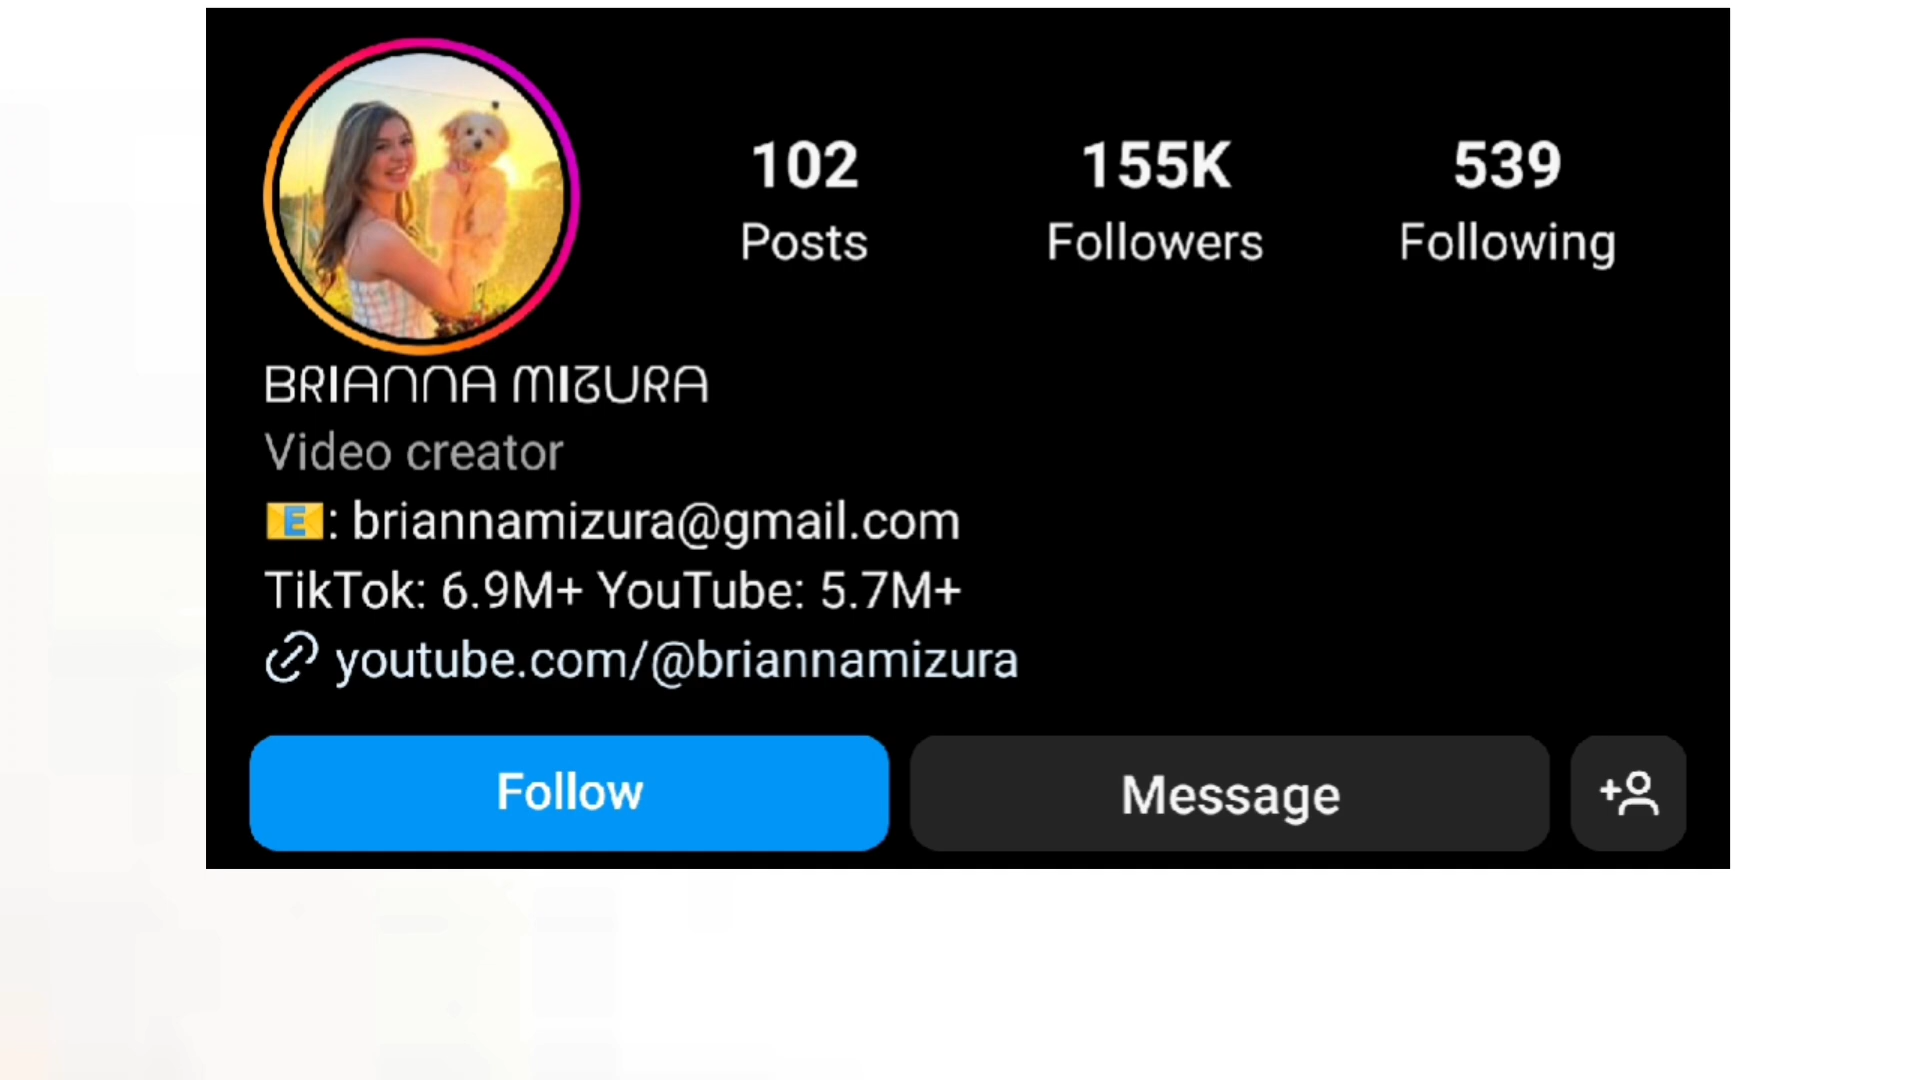 102 155K 539
Posts Followers Following
BRIANNA MIZURA
Video creator
E: briannamizura@gmail.com
TikTok: 6.9M+ YouTube: 5.7M+
youtube.com/@briannamizura
Follow Message